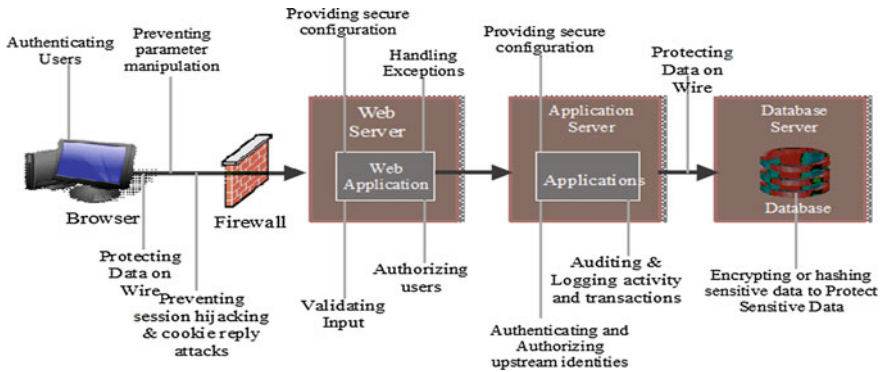 Authenticating
Users
Preventing
parameter
manipulation
Providing secure
configuration
Handling
Exceptions
Providing secure
configuration
Protecting
Data on
Wire
Web
Server
Web
Application
Application
Server
Applications
Database
Server
Database
Browser
Firewall
Protecting
Data on
Wire
Preventing
session hijacking
& cookie reply
attacks
Validating
Input
Authorizing
users
Auditing &
Logging activity
and transactions
Authenticating and
Authorizing
upstream identities
Encrypting or hashing
sensitive data to Protect
Sensitive Data